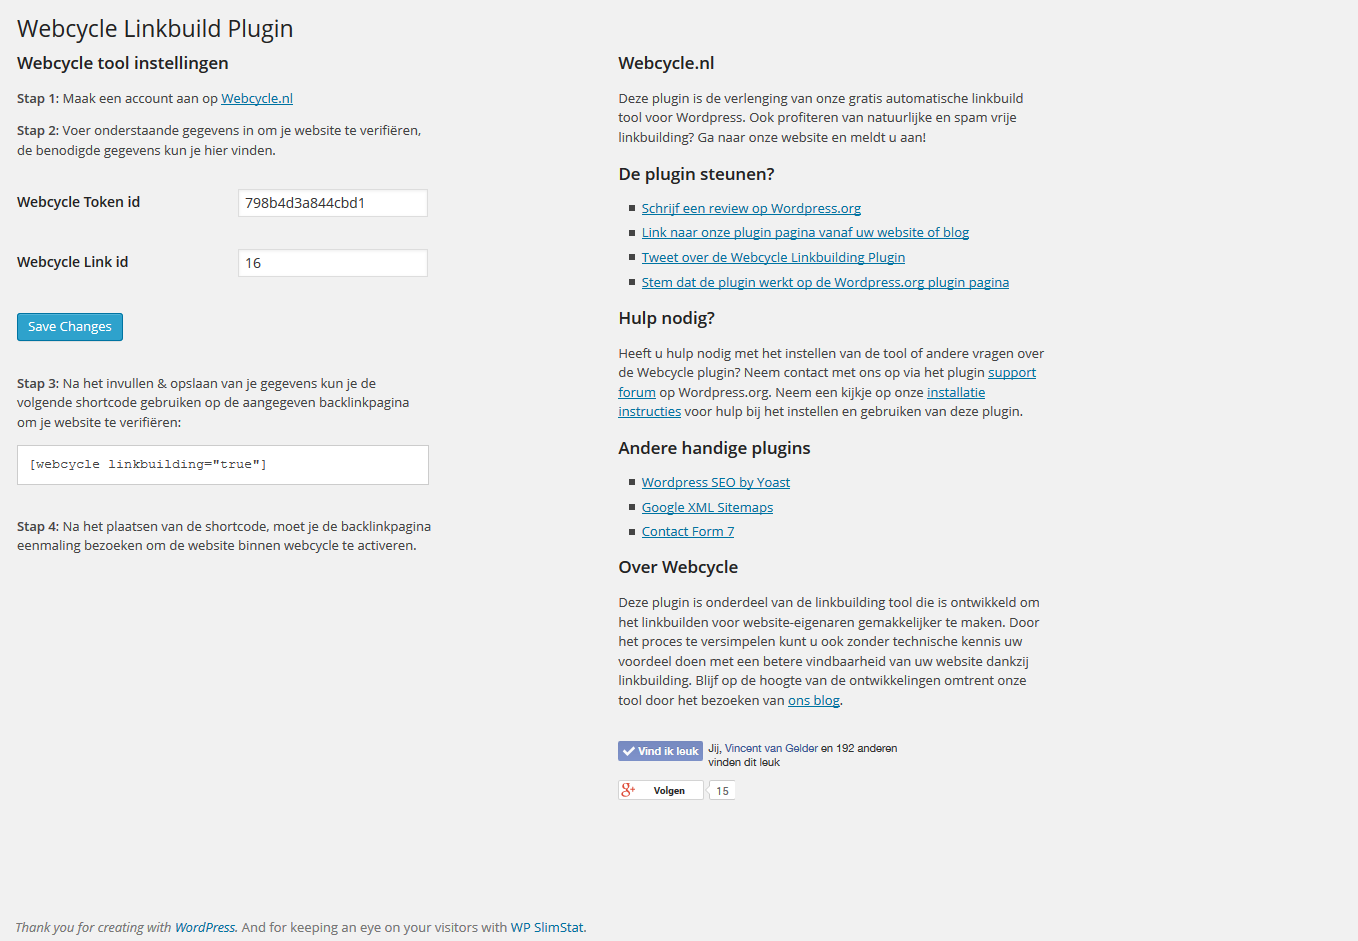 Webcycle Linkbuild Plugin
Webcycle tool instellingen
Stap 1: Maak een account aan op Webcycle.nl
Stap 2: Voer onderstaande gegevens in om je website te verifiëren,
de benodigde gegevens kun je hier vinden.
Webcycle Token id
798b4d3a844cbd1
Webcycle Link id
16
Save Changes
Stap 3: Na het invullen & opslaan van je gegevens kun je de
volgende shortcode gebruiken op de aangegeven backlinkpagina
om je website te verifiëren:
[webcycle linkbuilding="true"]
Stap 4: Na het plaatsen van de shortcode, moet je de backlinkpagina
eenmaling bezoeken om de website binnen webcycle te activeren.
Webcycle.nl
Deze plugin is de verlenging van onze gratis automatische linkbuild
tool voor Wordpress. Ook profiteren van natuurlijke en spam vrije
linkbuilding? Ga naar onze website en meldt u aan!
De plugin steunen?
Schrijf een review op Wordpress.org
Link naar onze plugin pagina vanaf uw website of blog
Tweet over de Webcycle Linkbuilding Plugin
Stem dat de plugin werkt op de Wordpress.org plugin pagina
Hulp nodig?
Heeft u hulp nodig met het instellen van de tool of andere vragen over
de Webcycle plugin? Neem contact met ons op via het plugin support
forum op Wordpress.org. Neem een kijkje op onze installatie
instructies voor hulp bij het instellen en gebruiken van deze plugin.
Andere handige plugins
Wordpress SEO by Yoast
Google XML Sitemaps
Contact Form 7
Over Webcycle
Deze plugin is onderdeel van de linkbuilding tool die is ontwikkeld om
het linkbuilden voor website-eigenaren gemakkelijker te maken. Door
het proces te versimpelen kunt u ook zonder technische kennis uw
voordeel doen met een betere vindbaarheid van uw website dankzij
linkbuilding. Blijf op de hoogte van de ontwikkelingen omtrent onze
tool door het bezoeken van ons blog.
Vind ik leuk
Jij, Vincent van Gelder en 192 anderen
vinden dit leuk
g+ Volgen 15
Thank you for creating with WordPress. And for keeping an eye on your visitors with WP SlimStat.